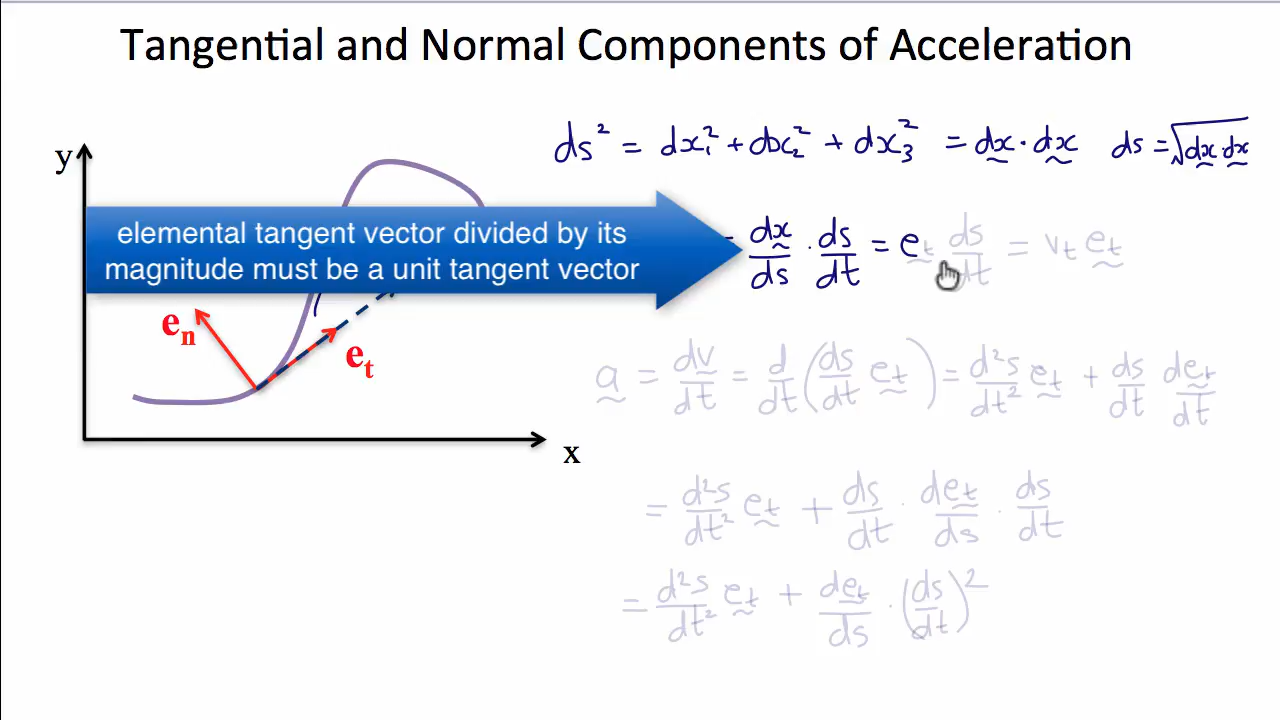 Tangential and Normal Components of Acceleration
ds² = dx₁² + dx₂² + dx₃² = dx · dx   ds = √dx·dx
y
elemental tangent vector divided by its
magnitude must be a unit tangent vector
= dx/ds · ds/dt = e_t ds/dt = v_t e_t
e_n
e_t
x
a = dv/dt = d/dt (ds/dt e_t) = d²s/dt² e_t + ds/dt de_t/dt
= d²s/dt² e_t + ds/dt · de_t/ds · ds/dt
= d²s/dt² e_t + de_t/ds · (ds/dt)²